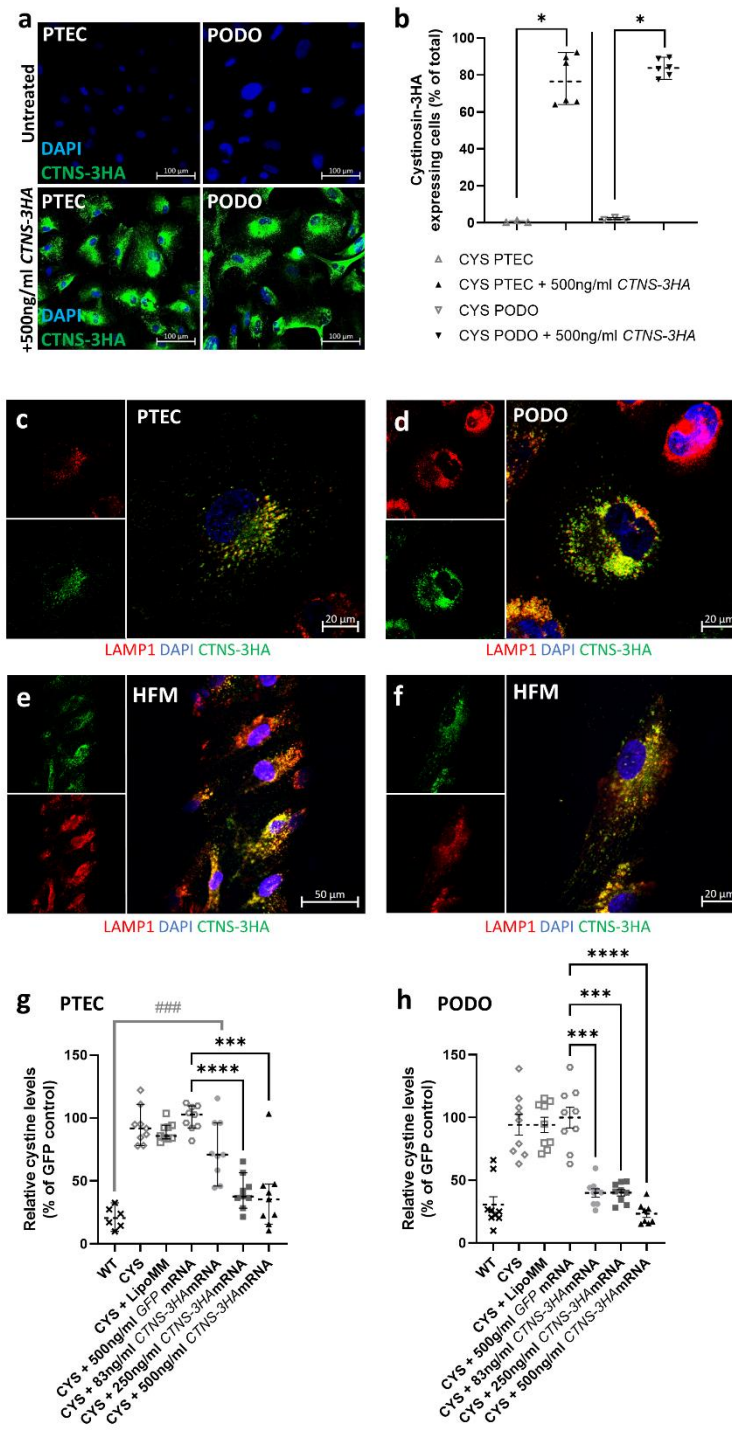 a
PTEC
PODO
Untreated
DAPI
CTNS-3HA
100 µm
100 µm
PTEC
PODO
+500ng/ml CTNS-3HA
DAPI
CTNS-3HA
100 µm
100 µm
b
*
*
Cystinosin-3HA
expressing cells (% of total)
100
80
60
40
20
0
CYS PTEC
CYS PTEC + 500ng/ml CTNS-3HA
CYS PODO
CYS PODO + 500ng/ml CTNS-3HA
c
PTEC
20 µm
LAMP1 DAPI CTNS-3HA
d
PODO
20 µm
LAMP1 DAPI CTNS-3HA
e
HFM
50 µm
LAMP1 DAPI CTNS-3HA
f
HFM
20 µm
LAMP1 DAPI CTNS-3HA
g
PTEC
###
***
****
Relative cystine levels
(% of GFP control)
150
100
50
0
WT
CYS
CYS + LipoMM
CYS + 500ng/ml GFP mRNA
CYS + 83ng/ml CTNS-3HAmRNA
CYS + 250ng/ml CTNS-3HAmRNA
CYS + 500ng/ml CTNS-3HAmRNA
h
PODO
****
***
***
Relative cystine levels
(% of GFP control)
150
100
50
0
WT
CYS
CYS + LipoMM
CYS + 500g/ml GFP mRNA
CYS + 83ng/ml CTNS-3HAmRNA
CYS + 250ng/ml CTNS-3HAmRNA
CYS + 500ng/ml CTNS-3HAmRNA